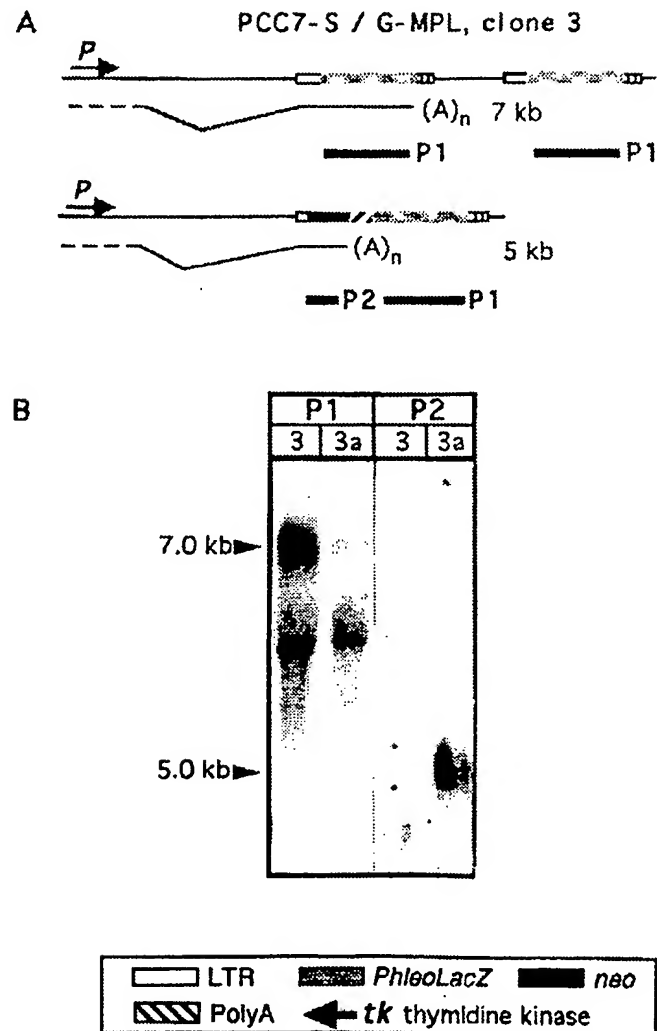 A PCC7-S / G-MPL, clone 3
P
(A)n 7 kb
P1 P1
P
(A)n 5 kb
P2 P1
B
P1 P2
3 3a 3 3a
7.0 kb
5.0 kb
LTR PhleoLacZ neo
PolyA tk thymidine kinase